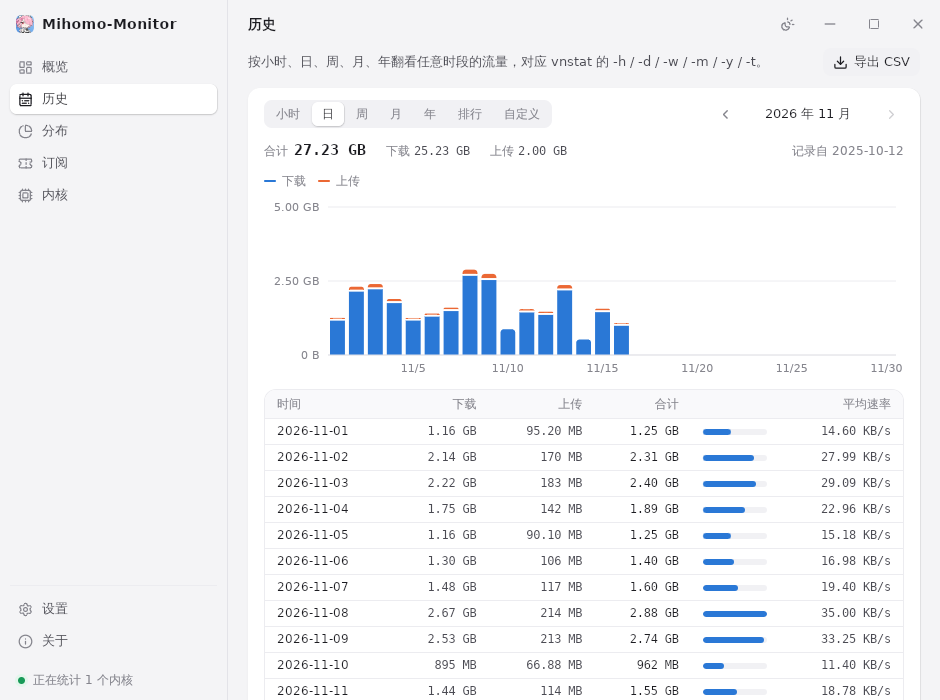 Mihomo-Monitor
概览
历史
分布
订阅
内核
设置
关于
正在统计 1 个内核
历史
按小时、日、周、月、年翻看任意时段的流量，对应 vnstat 的 -h / -d / -w / -m / -y / -t。
导出 CSV
小时 日 周 月 年 排行 自定义
2026 年 11 月
合计 27.23 GB 下载 25.23 GB 上传 2.00 GB
记录自 2025-10-12
下载 上传
5.00 GB
2.50 GB
0 B
11/5 11/10 11/15 11/20 11/25 11/30
时间 下载 上传 合计 平均速率
2026-11-01 1.16 GB 95.20 MB 1.25 GB 14.60 KB/s
2026-11-02 2.14 GB 170 MB 2.31 GB 27.99 KB/s
2026-11-03 2.22 GB 183 MB 2.40 GB 29.09 KB/s
2026-11-04 1.75 GB 142 MB 1.89 GB 22.96 KB/s
2026-11-05 1.16 GB 90.10 MB 1.25 GB 15.18 KB/s
2026-11-06 1.30 GB 106 MB 1.40 GB 16.98 KB/s
2026-11-07 1.48 GB 117 MB 1.60 GB 19.40 KB/s
2026-11-08 2.67 GB 214 MB 2.88 GB 35.00 KB/s
2026-11-09 2.53 GB 213 MB 2.74 GB 33.25 KB/s
2026-11-10 895 MB 66.88 MB 962 MB 11.40 KB/s
2026-11-11 1.44 GB 114 MB 1.55 GB 18.78 KB/s